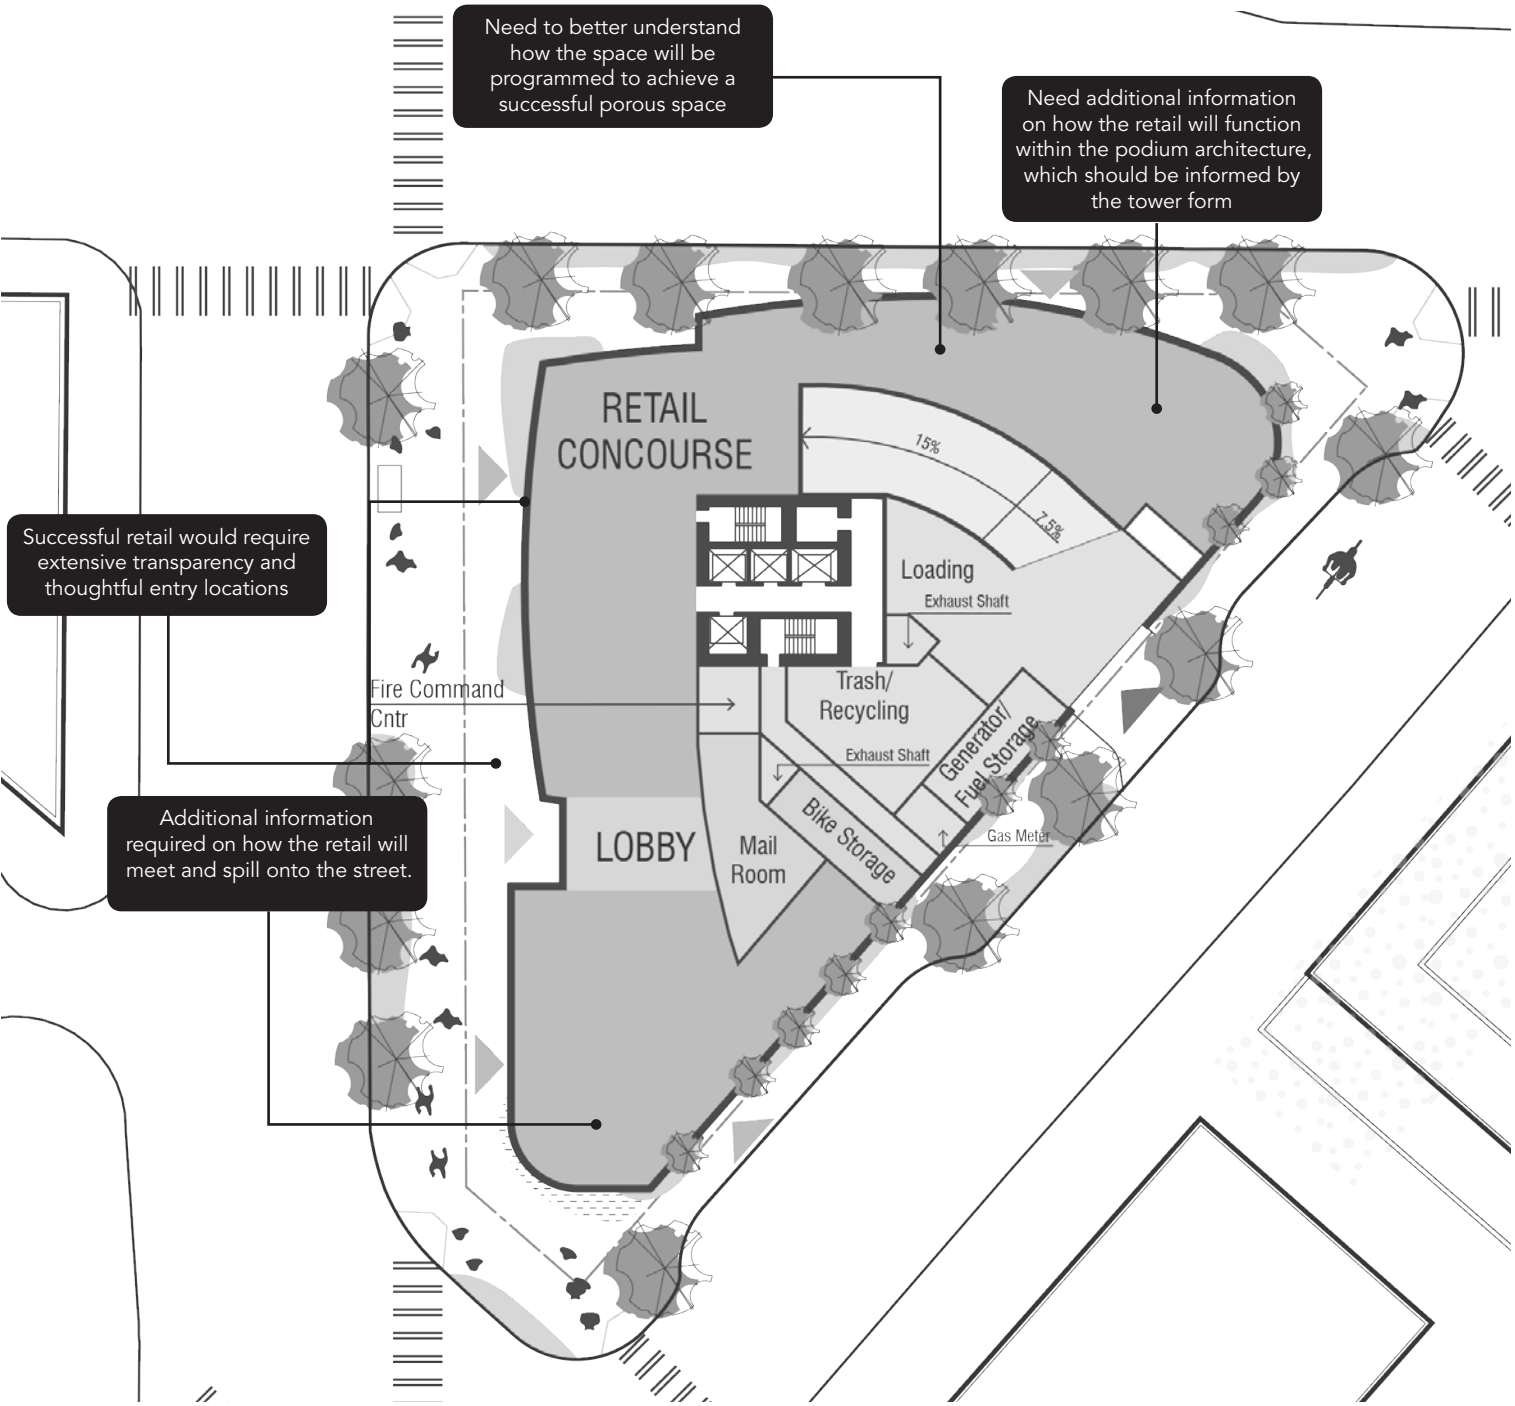 Need to better understand
how the space will be
programmed to achieve a
successful porous space
Need additional information
on how the retail will function
within the podium architecture,
which should be informed by
the tower form
RETAIL
CONCOURSE
15%
7.5%
Successful retail would require
extensive transparency and
thoughtful entry locations
Loading
Exhaust Shaft
Fire Command
Cntr
Trash/
Recycling
Generator/
Fuel Storage
Exhaust Shaft
Additional information
required on how the retail will
meet and spill onto the street.
LOBBY
Mail
Room
Bike Storage
Gas Meter